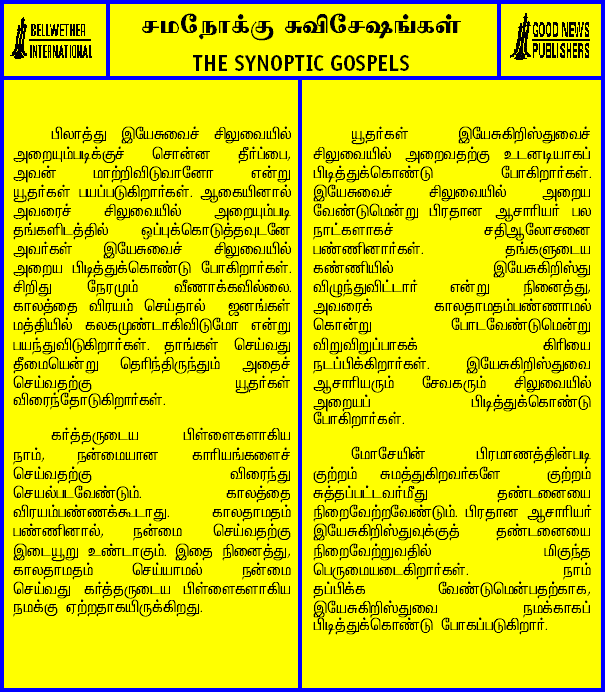 BELLWETHER
INTERNATIONAL
சமநோக்கு சுவிசேஷங்கள்
THE SYNOPTIC GOSPELS
GOOD NEWS
PUBLISHERS
பிலாத்து இயேசுவைச் சிலுவையில்
அறையும்படிக்குச் சொன்ன தீர்ப்பை,
அவன் மாற்றிவிடுவானோ என்று
யூதர்கள் பயப்படுகிறார்கள். ஆகையினால்
அவரைச் சிலுவையில் அறையும்படி
தங்களிடத்தில் ஒப்புக்கொடுத்தவுடனே
அவர்கள் இயேசுவைச் சிலுவையில்
அறைய பிடித்துக்கொண்டு போகிறார்கள்.
சிறிது நேரமும் வீணாக்கவில்லை.
காலத்தை விரயம் செய்தால் ஜனங்கள்
மத்தியில் கலகமுண்டாகிவிடுமோ என்று
பயந்துவிடுகிறார்கள். தாங்கள் செய்வது
தீமையென்று தெரிந்திருந்தும் அதைச்
செய்வதற்கு யூதர்கள்
விரைந்தோடுகிறார்கள்.
கர்த்தருடைய பிள்ளைகளாகிய
நாம், நன்மையான காரியங்களைச்
செய்வதற்கு விரைந்து
செயல்படவேண்டும். காலத்தை
விரயம்பண்ணக்கூடாது. காலதாமதம்
பண்ணினால், நன்மை செய்வதற்கு
இடையூறு உண்டாகும். இதை நினைத்து,
காலதாமதம் செய்யாமல் நன்மை
செய்வது கர்த்தருடைய பிள்ளைகளாகிய
நமக்கு ஏற்றதாகயிருக்கிறது.
யூதர்கள் இயேசுகிறிஸ்துவைச்
சிலுவையில் அறைவதற்கு உடனடியாகப்
பிடித்துக்கொண்டு போகிறார்கள்.
இயேசுவைச் சிலுவையில் அறைய
வேண்டுமென்று பிரதான ஆசாரியர் பல
நாட்களாகச் சதிஆலோசனை
பண்ணினார்கள். தங்களுடைய
கண்ணியில் இயேசுகிறிஸ்து
விழுந்துவிட்டார் என்று நினைத்து,
அவரைக் காலதாமதம்பண்ணாமல்
கொன்று போடவேண்டுமென்று
விறுவிறுப்பாகக் கிரியை
நடப்பிக்கிறார்கள். இயேசுகிறிஸ்துவை
ஆசாரியரும் சேவகரும் சிலுவையில்
அறையப் பிடித்துக்கொண்டு
போகிறார்கள்.
மோசேயின் பிரமாணத்தின்படி
குற்றம் சுமத்துகிறவர்களே குற்றம்
சுத்தப்பட்டவர்மீது தண்டனையை
நிறைவேற்றவேண்டும். பிரதான ஆசாரியர்
இயேசுகிறிஸ்துவுக்குத் தண்டனையை
நிறைவேற்றுவதில் மிகுந்த
பெருமையடைகிறார்கள். நாம்
தப்பிக்க வேண்டுமென்பதற்காக,
இயேசுகிறிஸ்துவை நமக்காகப்
பிடித்துக்கொண்டு போகப்படுகிறார்.